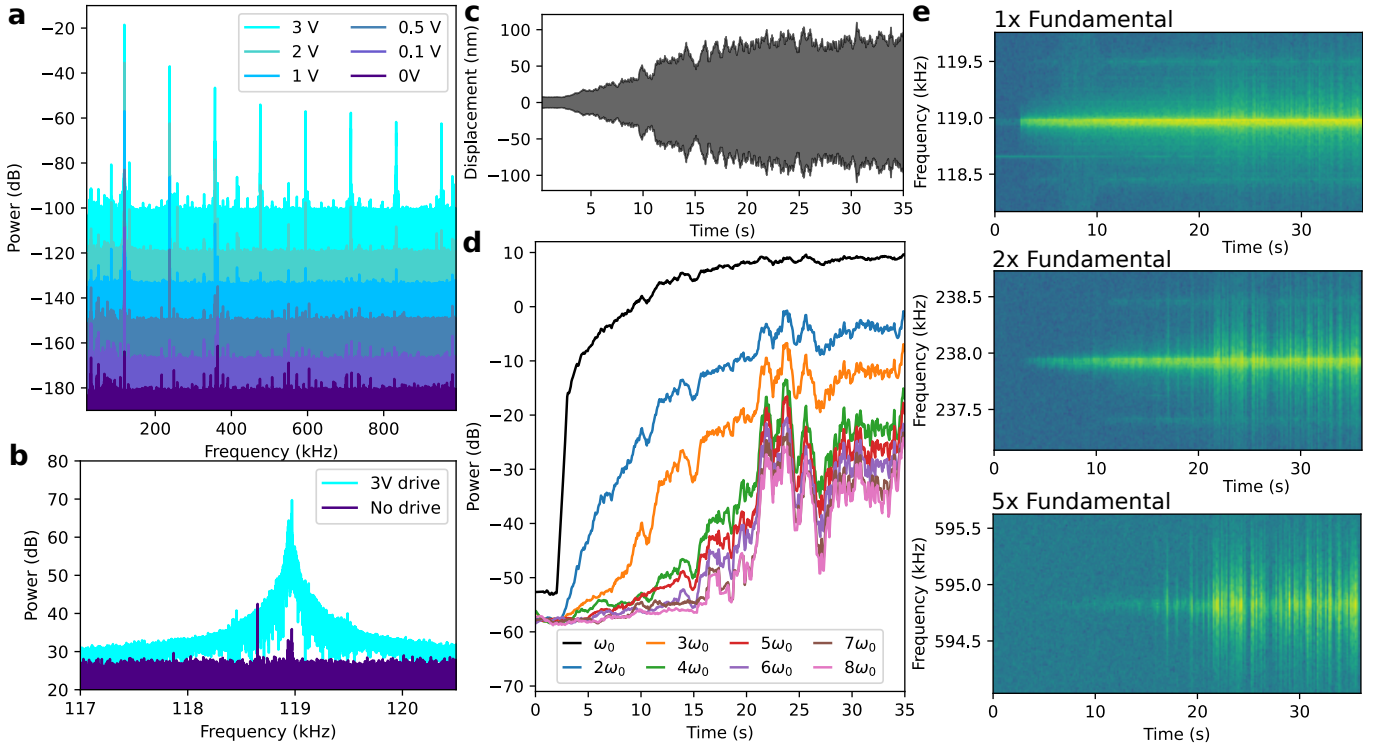 a
−20
−40
−60
−80
−100
−120
−140
−160
−180
Power (dB)
3 V
2 V
1 V
0.5 V
0.1 V
0V
200
400
600
800
Frequency (kHz)
b
80
70
60
50
40
30
20
Power (dB)
3V drive
No drive
117
118
119
120
Frequency (kHz)
c
100
50
0
−50
−100
Displacement (nm)
5
10
15
20
25
30
35
Time (s)
d
10
0
−10
−20
−30
−40
−50
−60
−70
Power (dB)
ω₀
2ω₀
3ω₀
4ω₀
5ω₀
6ω₀
7ω₀
8ω₀
0
5
10
15
20
25
30
35
Time (s)
e
1x Fundamental
119.5
119.0
118.5
Frequency (kHz)
0
10
20
30
Time (s)
2x Fundamental
238.5
238.0
237.5
Frequency (kHz)
0
10
20
30
Time (s)
5x Fundamental
595.5
595.0
594.5
Frequency (kHz)
0
10
20
30
Time (s)